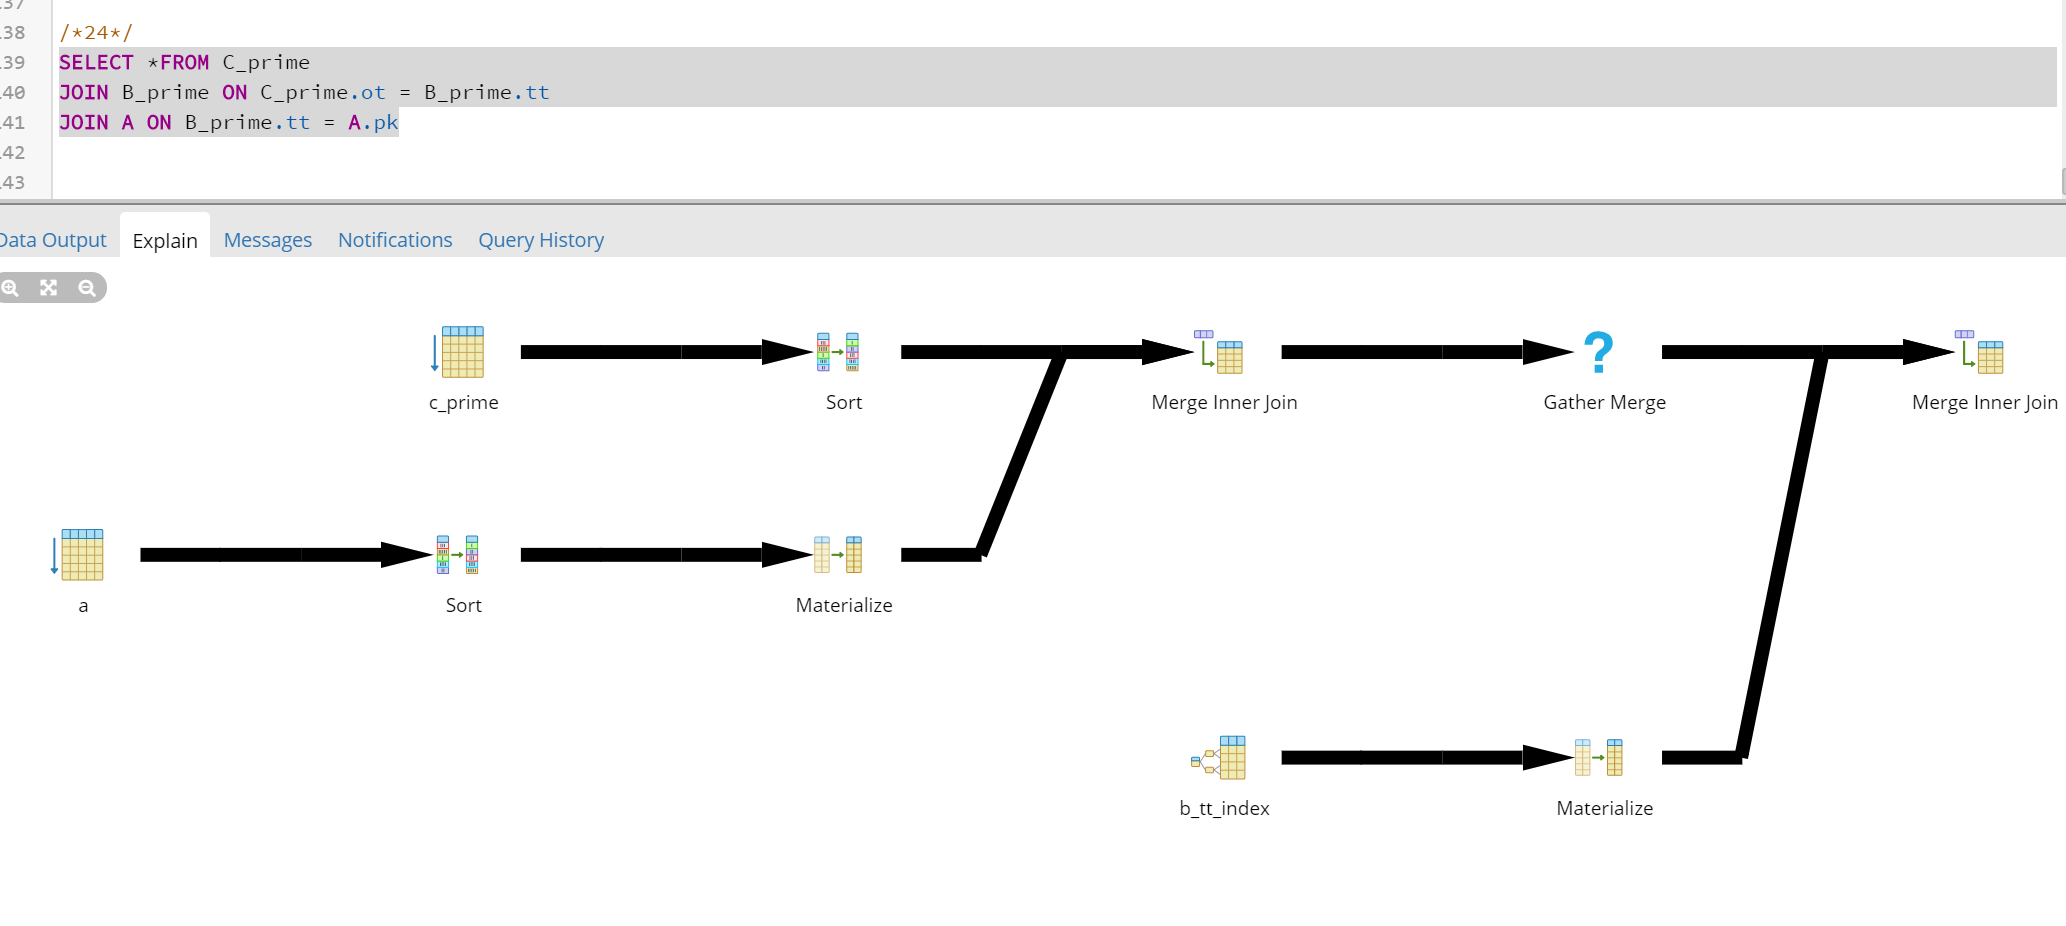 37
38 /*24*/
39 SELECT *FROM C_prime
40 JOIN B_prime ON C_prime.ot = B_prime.tt
41 JOIN A ON B_prime.tt = A.pk
42
43
Data Output Explain Messages Notifications Query History
c_prime Sort Merge Inner Join ? Gather Merge Merge Inner Join
a Sort Materialize
b_tt_index Materialize